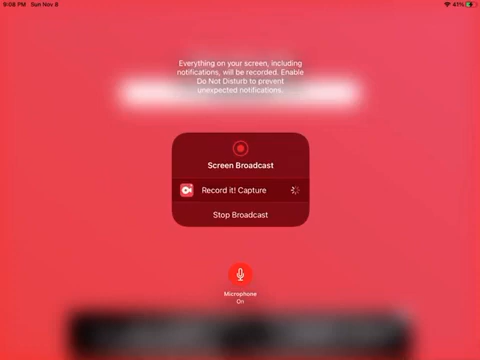 9:08 PM Sun Nov 8
41%
Everything on your screen, including
notifications, will be recorded. Enable
Do Not Disturb to prevent
unexpected notifications.
Screen Broadcast
Record it! Capture
Stop Broadcast
Microphone
On